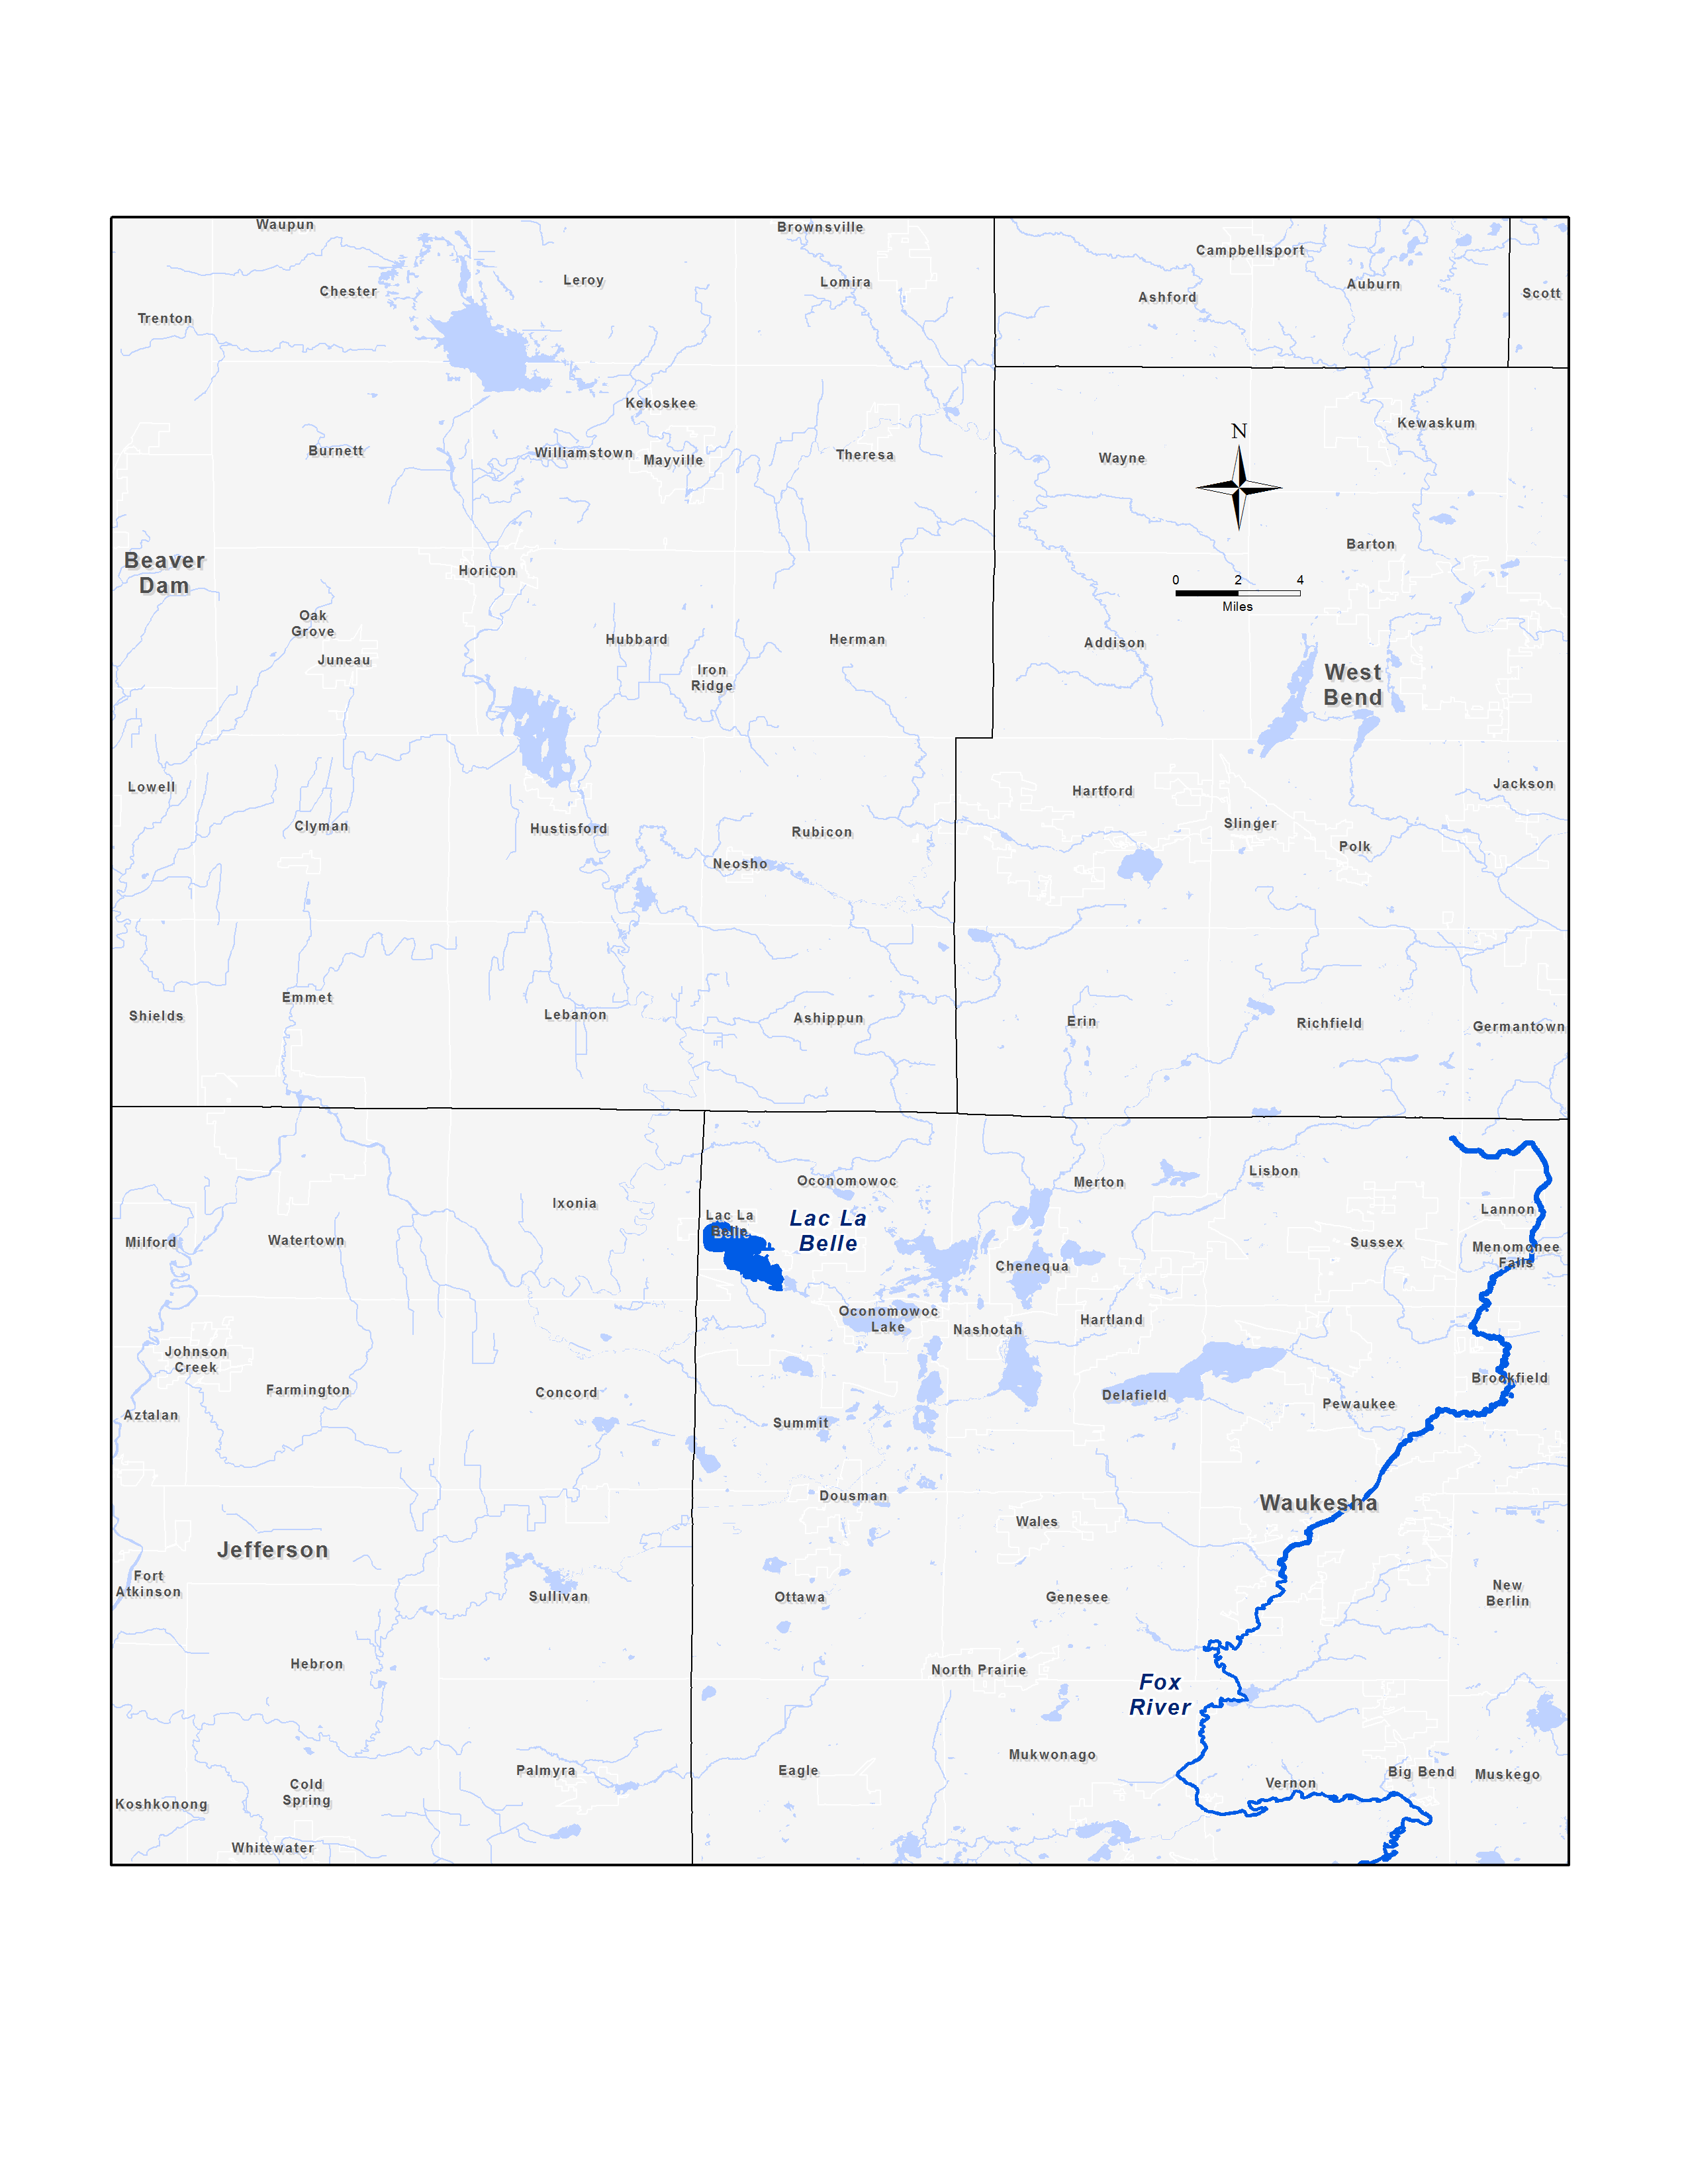 Waupun
Brownsville
Campbellsport
Leroy
Lomira
Auburn
Chester
Ashford
Scott
Trenton
Kekoskee
Kewaskum
N
Burnett
Williamstown
Mayville
Theresa
Wayne
Barton
Beaver
Dam
Horicon
0 2 4
Miles
Oak
Grove
Hubbard
Herman
Addison
Juneau
Iron
Ridge
West
Bend
Lowell
Hartford
Jackson
Clyman
Hustisford
Rubicon
Slinger
Neosho
Polk
Emmet
Shields
Lebanon
Ashippun
Erin
Richfield
Germantown
Oconomowoc
Merton
Lisbon
Ixonia
Lac La
Belle
Lac La
Belle
Lannon
Milford
Watertown
Sussex
Menomonee
Falls
Chenequa
Oconomowoc
Lake
Nashotah
Hartland
Johnson
Creek
Farmington
Concord
Delafield
Brookfield
Pewaukee
Aztalan
Summit
Dousman
Waukesha
Wales
Jefferson
Fort
Atkinson
Sullivan
Ottawa
Genesee
New
Berlin
Hebron
North Prairie
Fox
River
Mukwonago
Palmyra
Eagle
Vernon
Big Bend
Muskego
Cold
Spring
Koshkonong
Whitewater